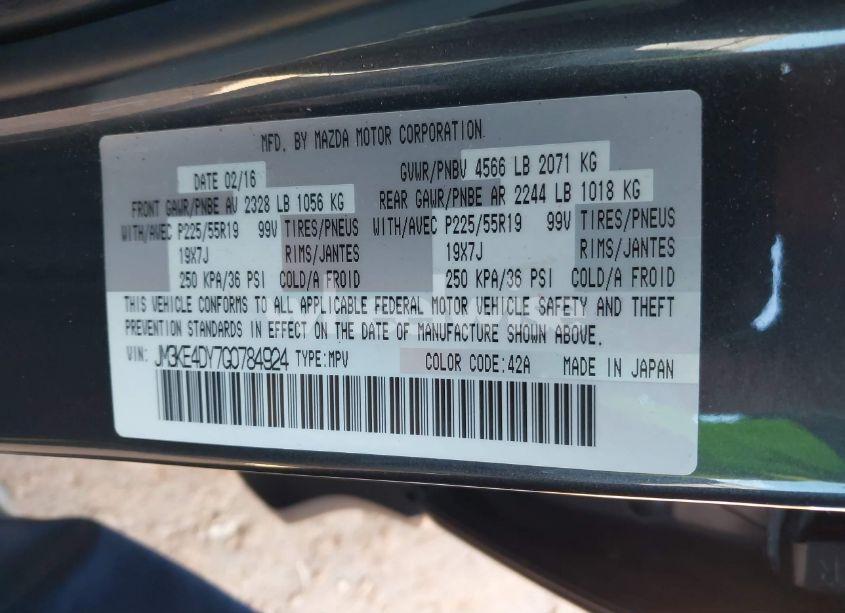 MFD. BY MAZDA MOTOR CORPORATION
DATE 02/16 GVWR/PNBV 4566 LB 2071 KG
FRONT GAWR/PNBE AV 2328 LB 1056 KG REAR GAWR/PNBE AR 2244 LB 1018 KG
WITH/AVEC P225/55R19 99V TIRES/PNEUS WITH/AVEC P225/55R19 99V TIRES/PNEUS
19X7J RIMS/JANTES 19X7J RIMS/JANTES
250 KPA/36 PSI COLD/A FROID 250 KPA/36 PSI COLD/A FROID
THIS VEHICLE CONFORMS TO ALL APPLICABLE FEDERAL MOTOR VEHICLE SAFETY AND THEFT
PREVENTION STANDARDS IN EFFECT ON THE DATE OF MANUFACTURE SHOWN ABOVE.
VIN: JM3KE4DY7G0784924 TYPE:MPV COLOR CODE:42A MADE IN JAPAN